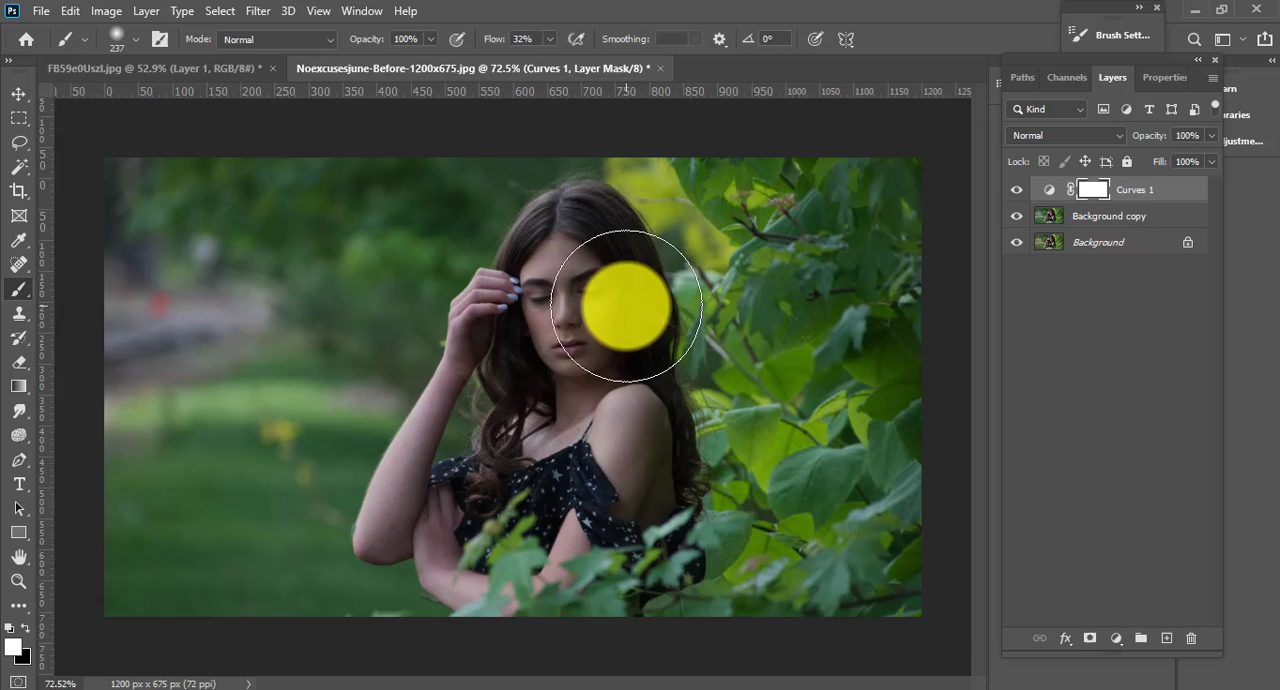 Ps File Edit Image Layer Type Select Filter 3D View Window Help
237 Mode: Normal Opacity: 100% Flow: 32% Smoothing: 0° Brush Sett...
FB59e0UszI.jpg @ 52.9% (Layer 1, RGB/8#) * × Noexcusesjune-Before-1200x675.jpg @ 72.5% (Curves 1, Layer Mask/8) * ×
50 0 50 100 150 200 250 300 350 400 450 500 550 600 650 700 750 800 850 900 950 1000 1050 1100 1150 1200 125
Paths Channels Layers Properties
Kind
Normal Opacity: 100%
Lock: Fill: 100%
Curves 1
Background copy
Background
arn
braries
djustme...
72.52% 1200 px x 675 px (72 ppi)